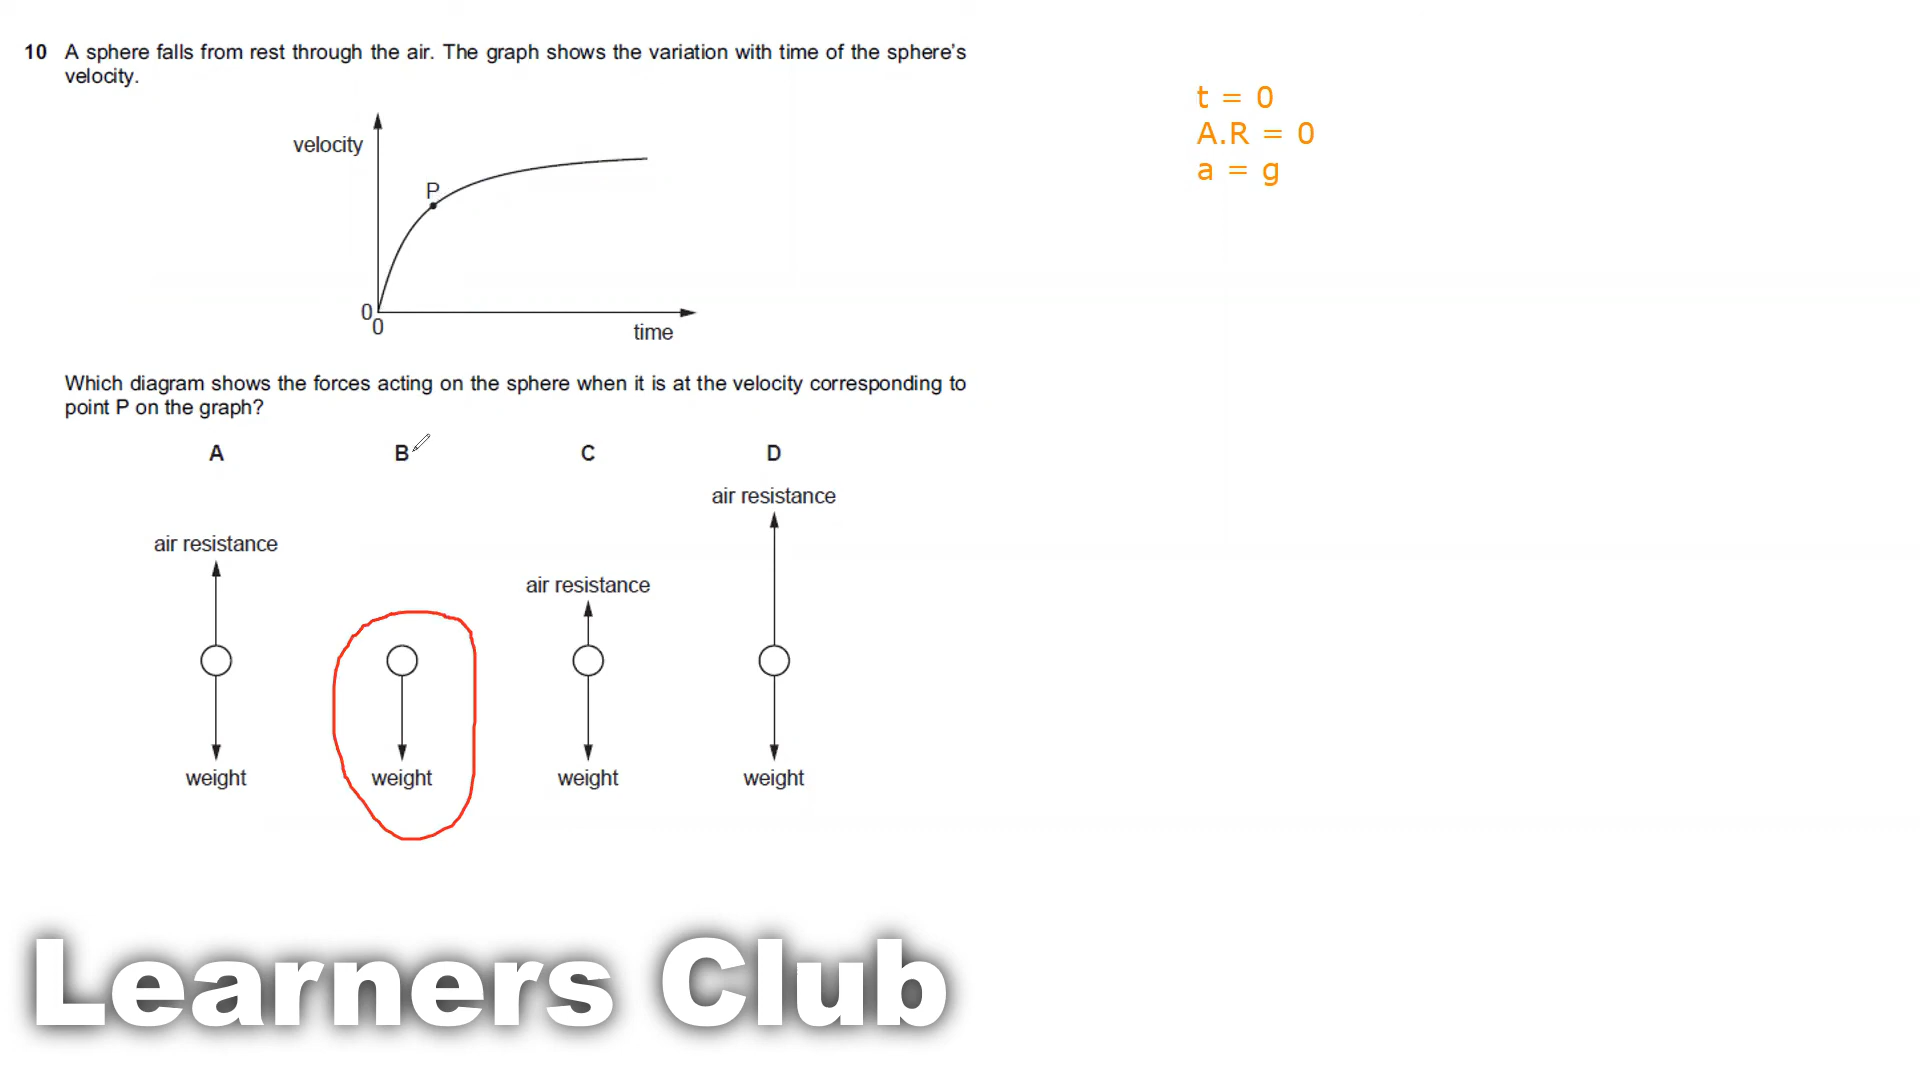 10 A sphere falls from rest through the air. The graph shows the variation with time of the sphere's
velocity.
velocity
P
0
0
time
t = 0
A.R = 0
a = g
Which diagram shows the forces acting on the sphere when it is at the velocity corresponding to
point P on the graph?
A B C D
air resistance
air resistance
air resistance
weight weight weight weight
Learners Club